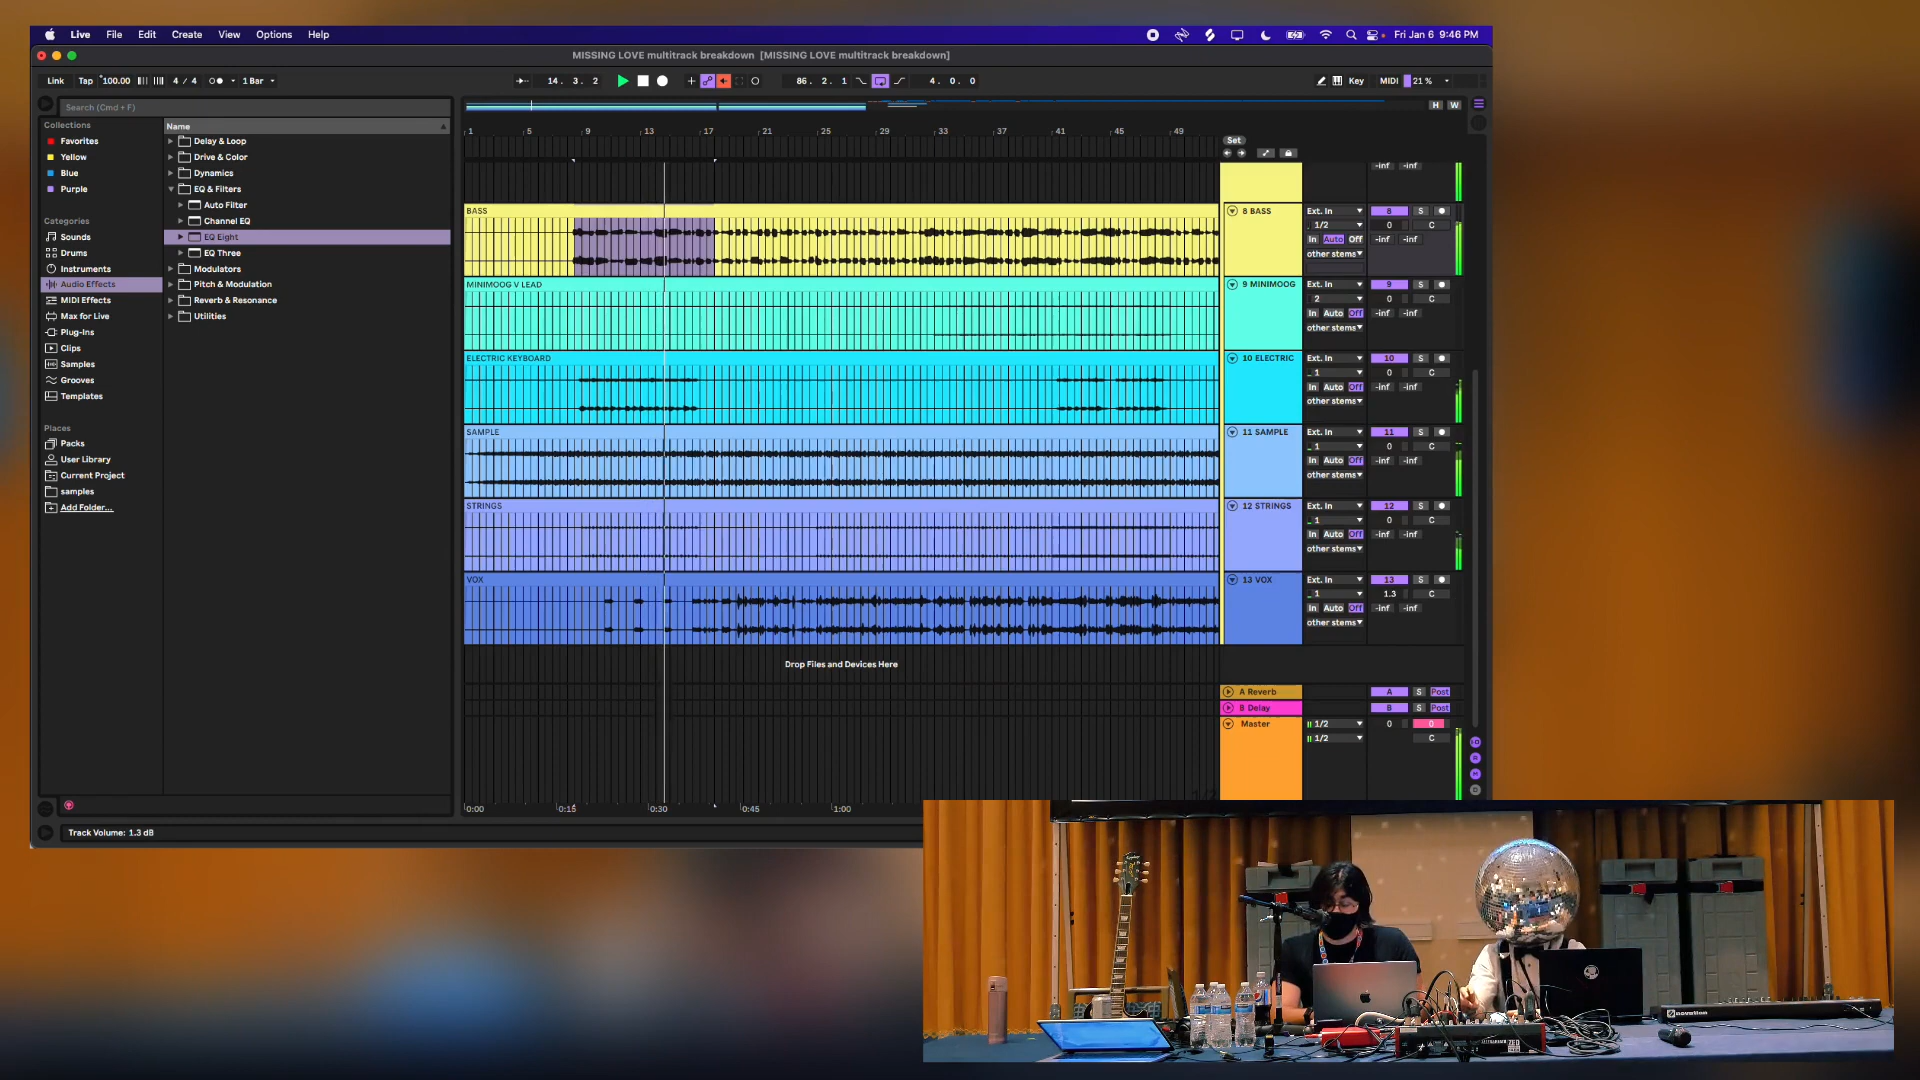 Live File Edit Create View Options Help Fri Jan 6 9:46 PM
MISSING LOVE multitrack breakdown [MISSING LOVE multitrack breakdown]
Link Tap 100.00 4 / 4 1 Bar 14. 3. 2 86. 2. 1 4. 0. 0 Key MIDI 21 %
Search (Cmd + F)
H W
Collections
Favorites
Yellow
Blue
Purple
Categories
Sounds
Drums
Instruments
Audio Effects
MIDI Effects
Max for Live
Plug-Ins
Clips
Samples
Grooves
Templates
Places
Packs
User Library
Current Project
samples
Add Folder...
Name
Delay & Loop
Drive & Color
Dynamics
EQ & Filters
Auto Filter
Channel EQ
EQ Eight
EQ Three
Modulators
Pitch & Modulation
Reverb & Resonance
Utilities
1 5 9 13 17 21 25 29 33 37 41 45 49
Set
-inf -inf
BASS
8 BASS Ext. In 8 S
1/2 0 C
In Auto Off -inf -inf
other stems
MINIMOOG V LEAD
9 MINIMOOG Ext. In 9 S
2 0 C
In Auto Off -inf -inf
other stems
ELECTRIC KEYBOARD
10 ELECTRIC Ext. In 10 S
1 0 C
In Auto Off -inf -inf
other stems
SAMPLE
11 SAMPLE Ext. In 11 S
1 0 C
In Auto Off -inf -inf
other stems
STRINGS
12 STRINGS Ext. In 12 S
1 0 C
In Auto Off -inf -inf
other stems
VOX
13 VOX Ext. In 13 S
1 1.3 C
In Auto Off -inf -inf
other stems
Drop Files and Devices Here
A Reverb A S Post
B Delay B S Post
Master 1/2 0 0
1/2 C
0:00 0:15 0:30 0:45 1:00
Track Volume: 1.3 dB
novation
ZED